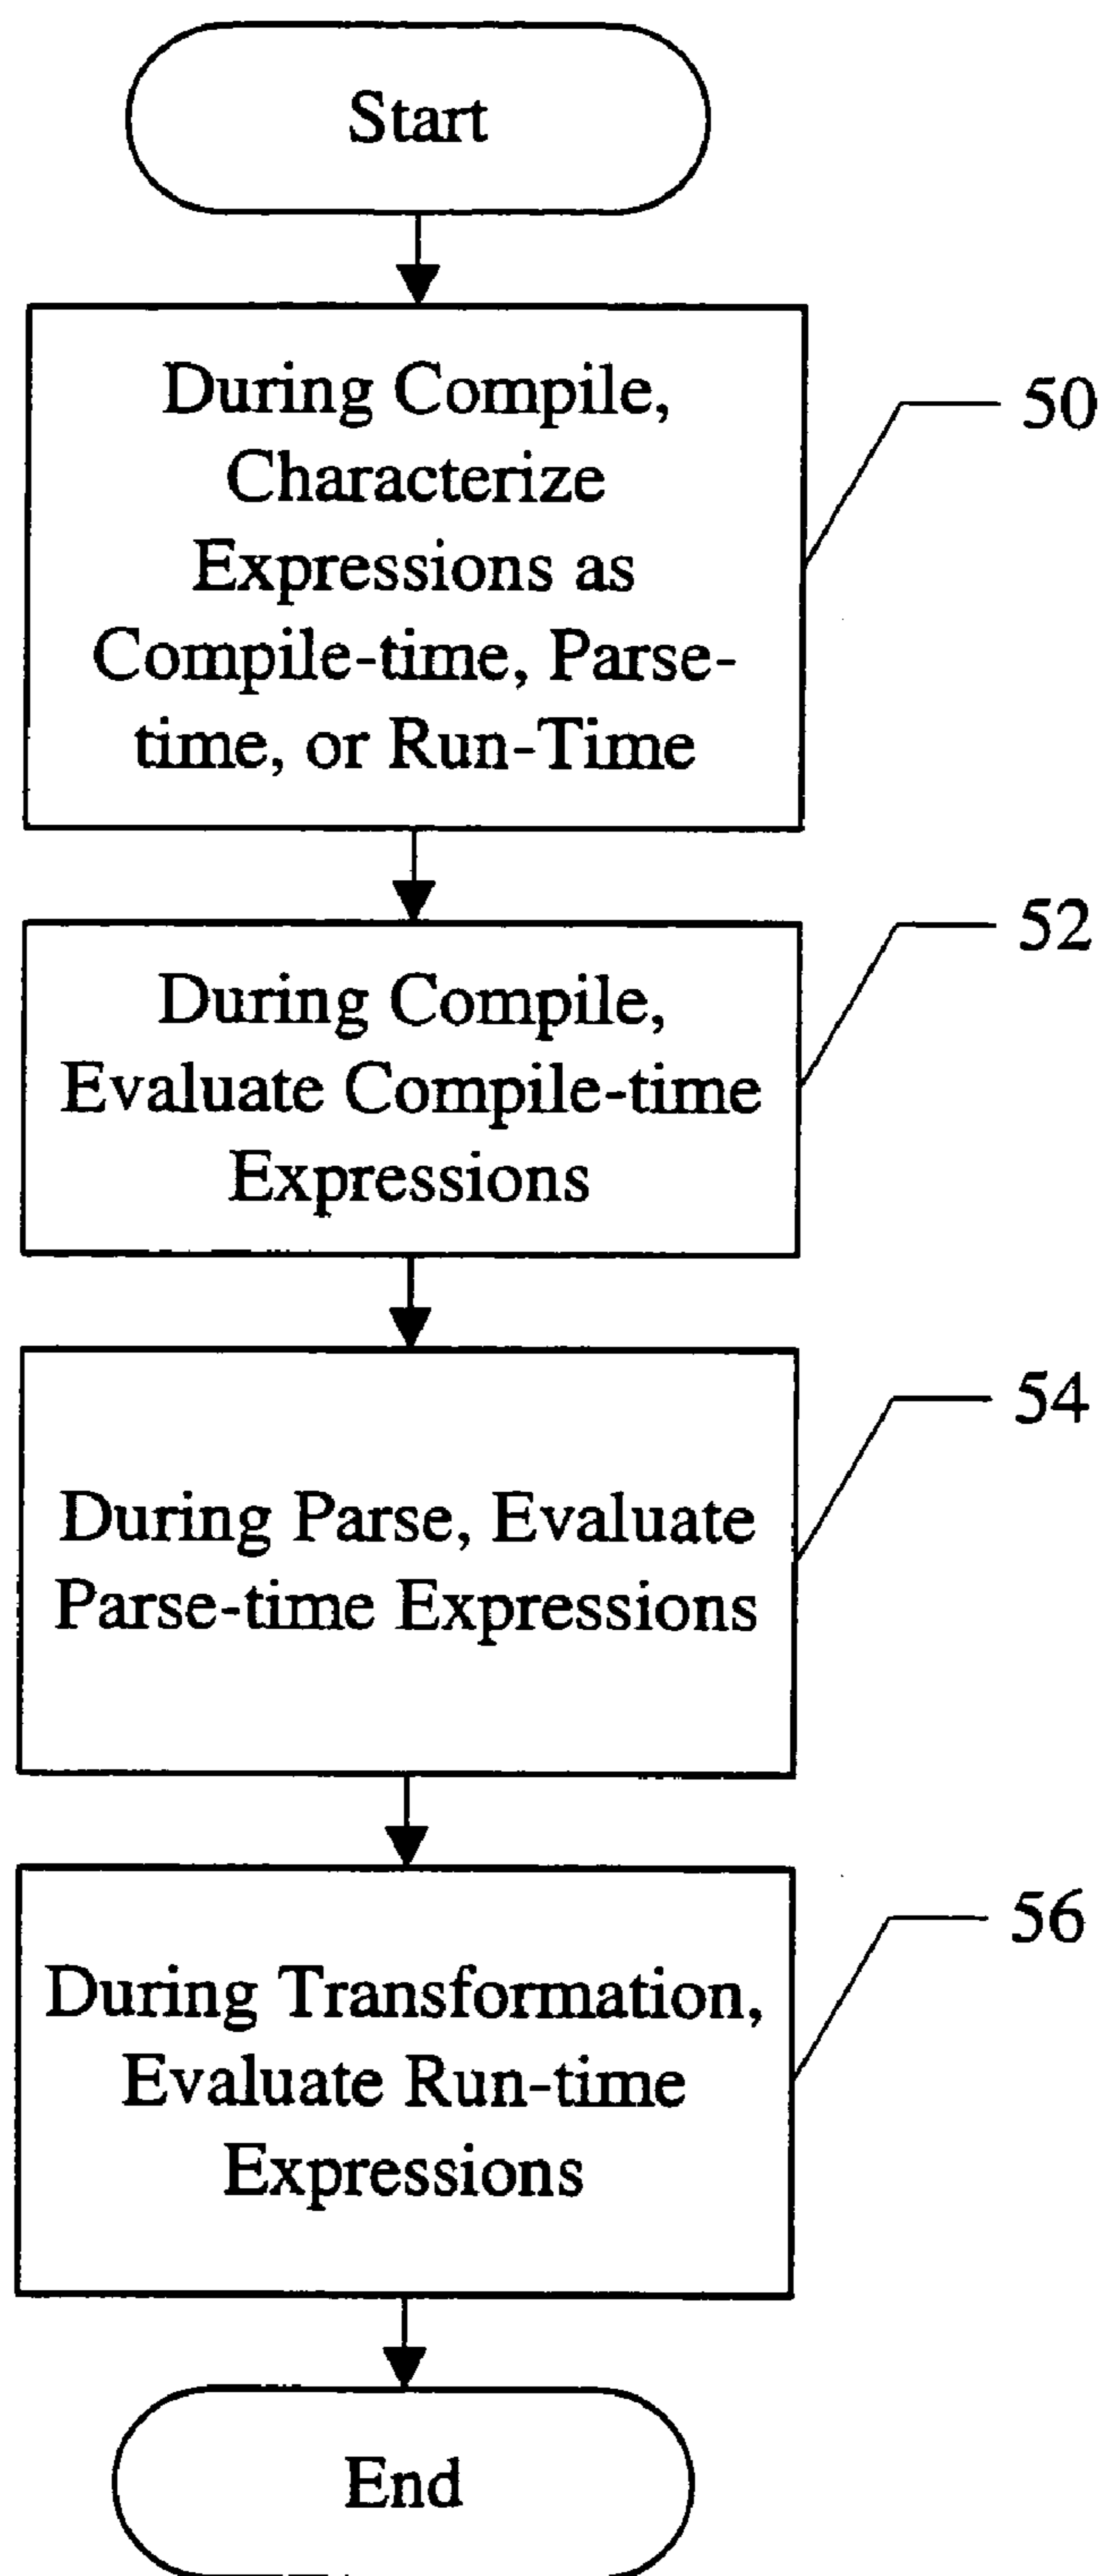 Start
During Compile,
Characterize
Expressions as
Compile-time, Parse-
time, or Run-Time
50
During Compile,
Evaluate Compile-time
Expressions
52
During Parse, Evaluate
Parse-time Expressions
54
During Transformation,
Evaluate Run-time
Expressions
56
End